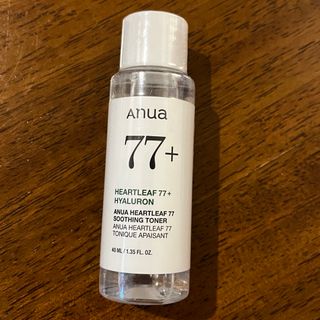 Anua
77+
HEARTLEAF 77+
HYALURON
ANUA HEARTLEAF 77
SOOTHING TONER
ANUA HEARTLEAF 77
TONIQUE APAISANT
40 ML / 1.35 FL. OZ.